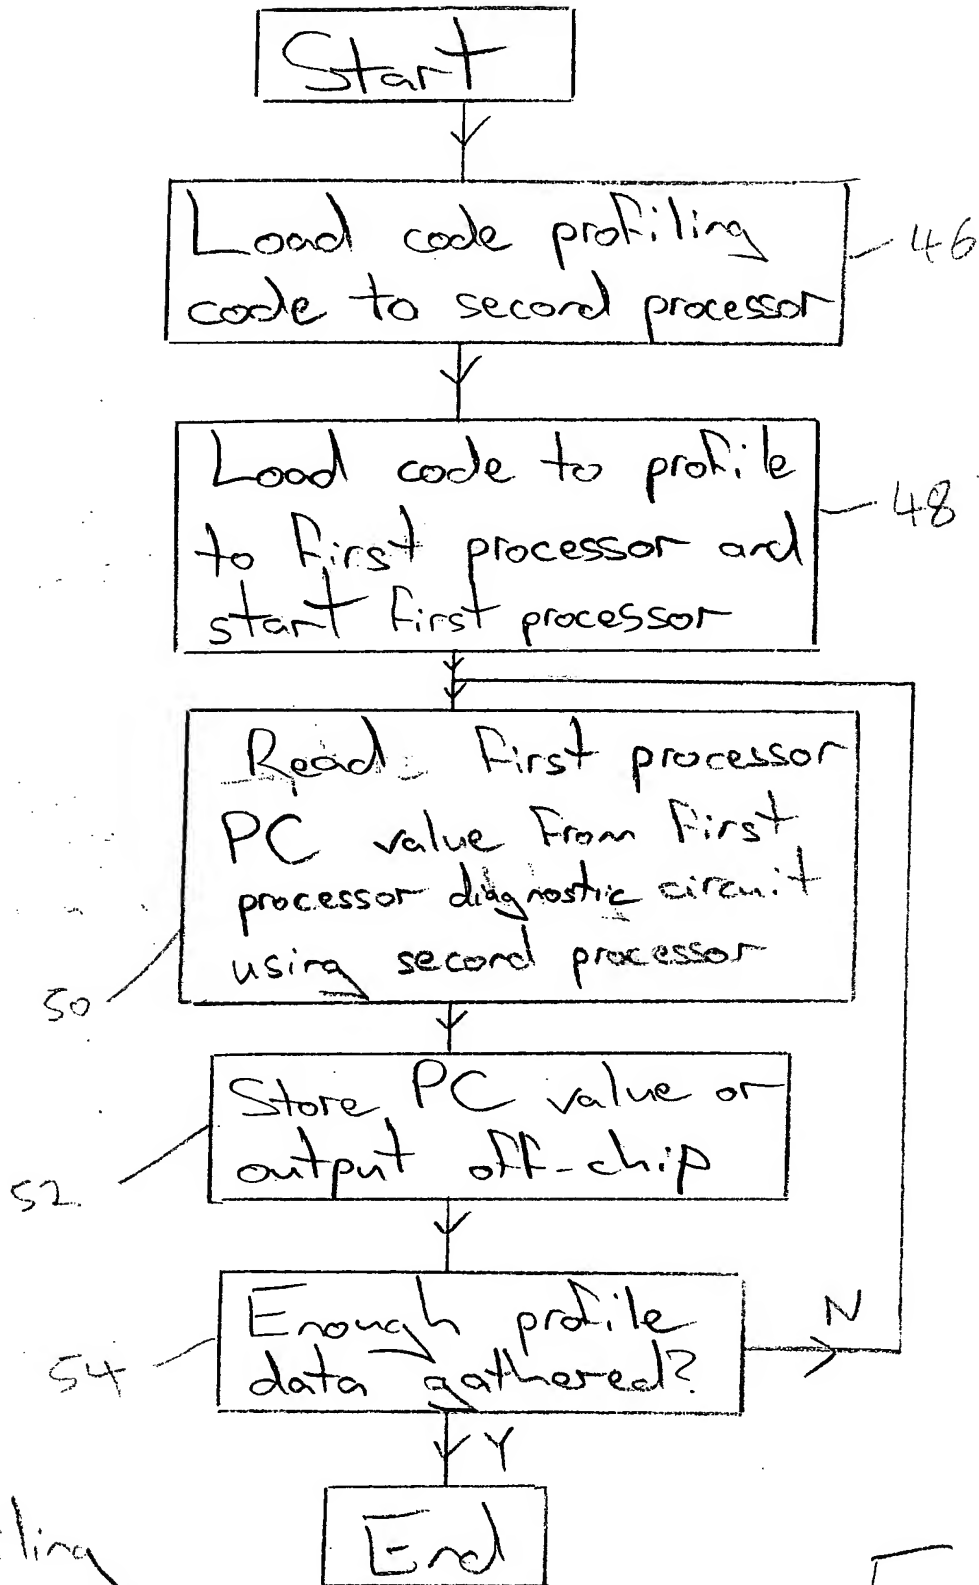 Start
Load code profiling
code to second processor
46
Load code to profile
to first processor and
start first processor
48
Read first processor
PC value from first
processor diagnostic circuit
using second processor
50
Store PC value or
output off-chip
52
Enough profile
data gathered?
54
N
Y
End